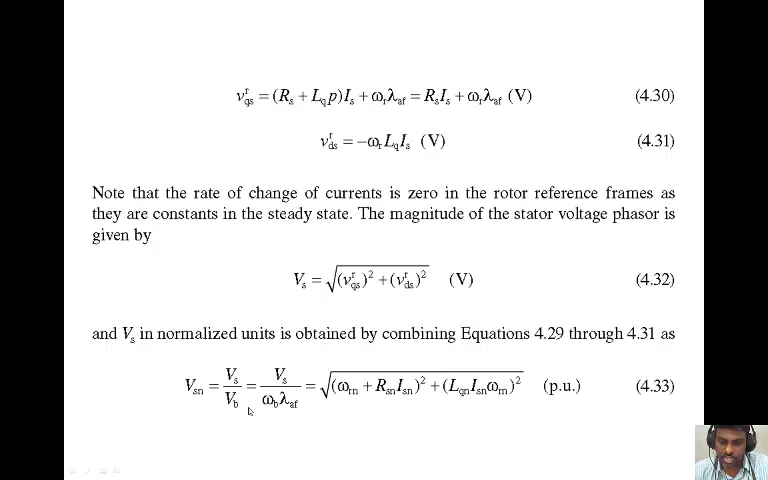 v^r_qs = (R_s + L_q p)I_s + ω_r λ_af = R_s I_s + ω_r λ_af (V) (4.30)
v^r_ds = −ω_r L_q I_s (V) (4.31)
Note that the rate of change of currents is zero in the rotor reference frames as
they are constants in the steady state. The magnitude of the stator voltage phasor is
given by
V_s = √((v^r_qs)^2 + (v^r_ds)^2) (V) (4.32)
and V_s in normalized units is obtained by combining Equations 4.29 through 4.31 as
V_sn = V_s / V_b = V_s / (ω_b λ_af) = √((ω_rn + R_sn I_sn)^2 + (L_qn I_sn ω_rn)^2) (p.u.) (4.33)